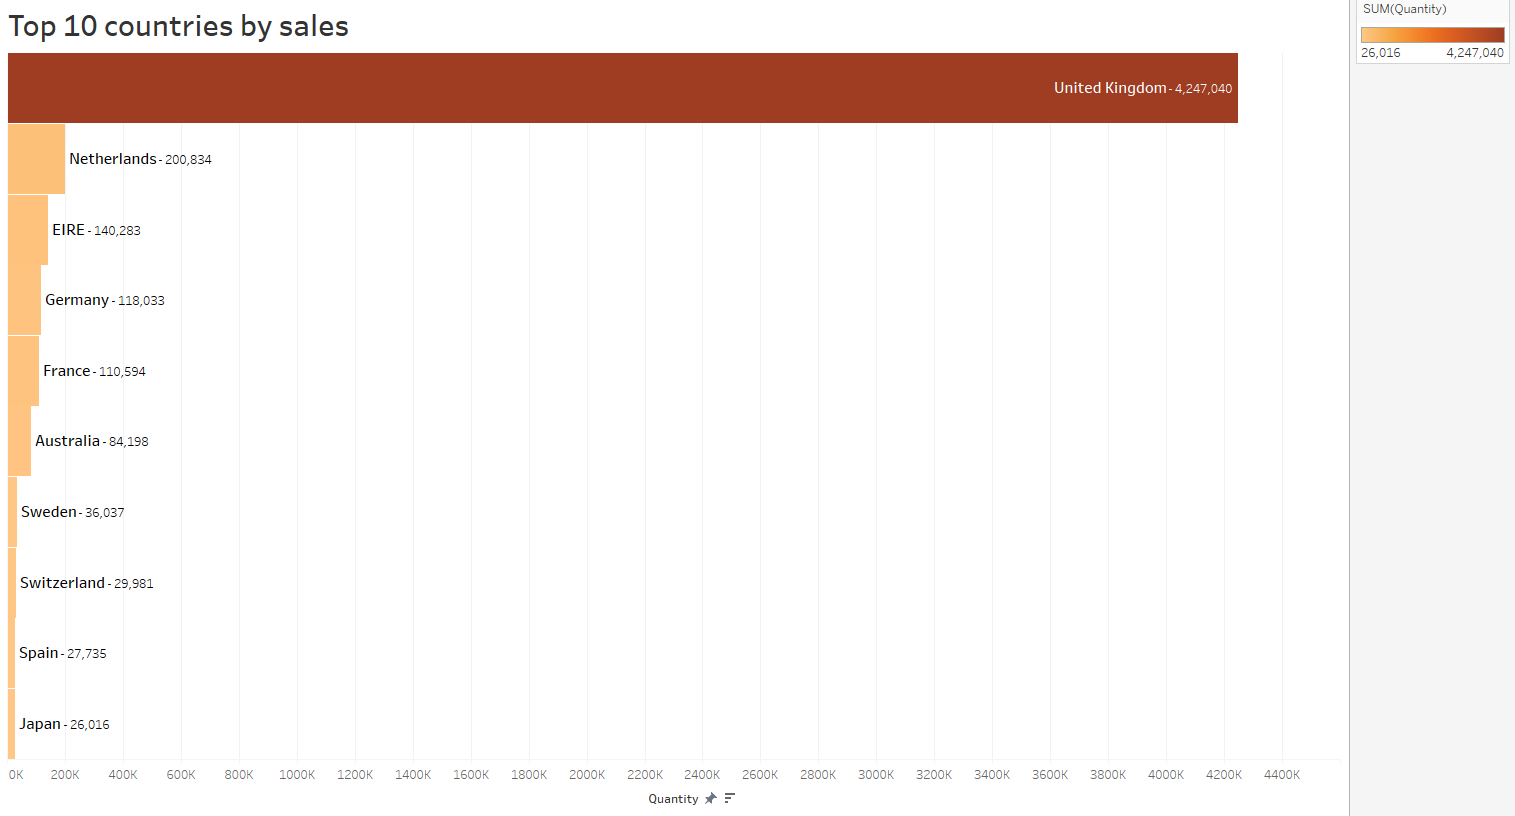 Top 10 countries by sales
SUM(Quantity)
26,016 4,247,040
United Kingdom - 4,247,040
Netherlands - 200,834
EIRE - 140,283
Germany - 118,033
France - 110,594
Australia - 84,198
Sweden - 36,037
Switzerland - 29,981
Spain - 27,735
Japan - 26,016
0K 200K 400K 600K 800K 1000K 1200K 1400K 1600K 1800K 2000K 2200K 2400K 2600K 2800K 3000K 3200K 3400K 3600K 3800K 4000K 4200K 4400K
Quantity